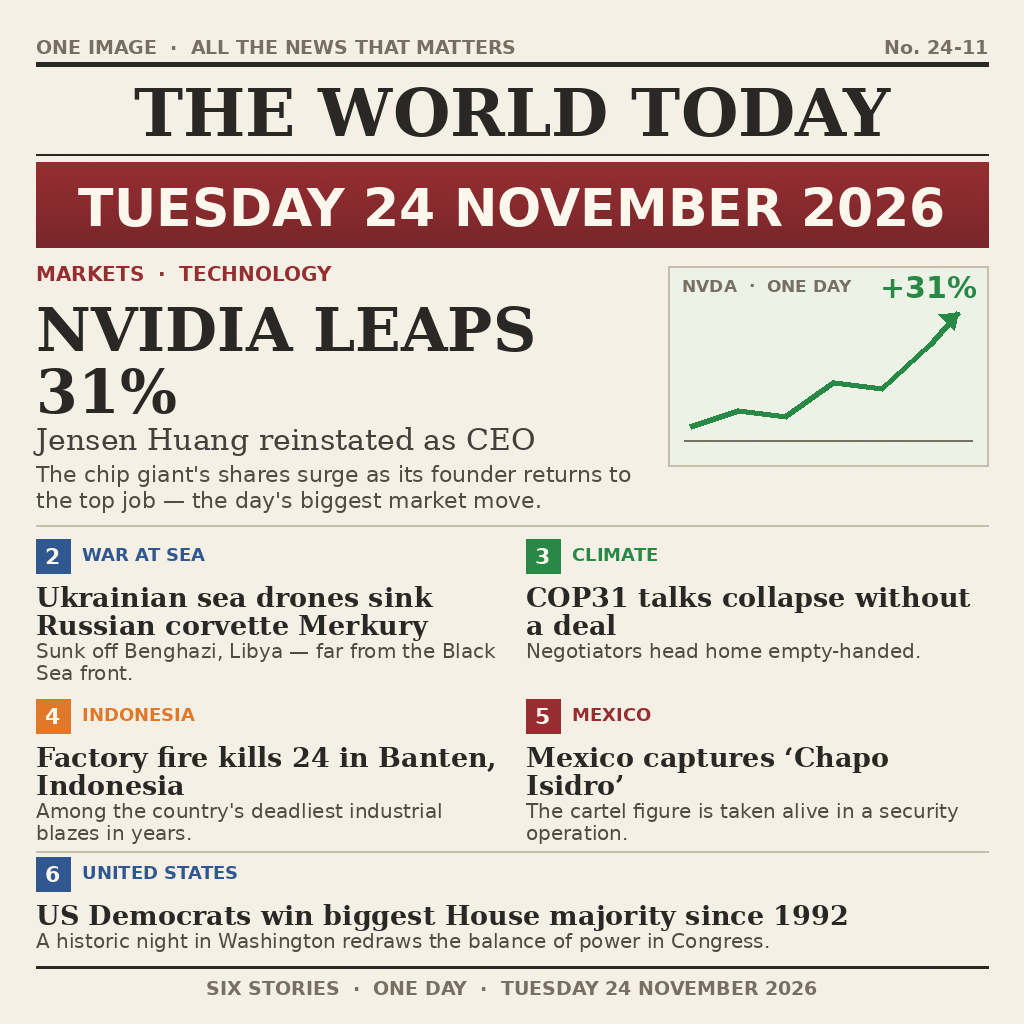 ONE IMAGE · ALL THE NEWS THAT MATTERS
No. 24-11
THE WORLD TODAY
TUESDAY 24 NOVEMBER 2026
MARKETS · TECHNOLOGY
NVIDIA LEAPS
31%
Jensen Huang reinstated as CEO
The chip giant's shares surge as its founder returns to
the top job — the day's biggest market move.
NVDA · ONE DAY
+31%
2
WAR AT SEA
Ukrainian sea drones sink
Russian corvette Merkury
Sunk off Benghazi, Libya — far from the Black
Sea front.
3
CLIMATE
COP31 talks collapse without
a deal
Negotiators head home empty-handed.
4
INDONESIA
Factory fire kills 24 in Banten,
Indonesia
Among the country's deadliest industrial
blazes in years.
5
MEXICO
Mexico captures ‘Chapo
Isidro’
The cartel figure is taken alive in a security
operation.
6
UNITED STATES
US Democrats win biggest House majority since 1992
A historic night in Washington redraws the balance of power in Congress.
SIX STORIES · ONE DAY · TUESDAY 24 NOVEMBER 2026